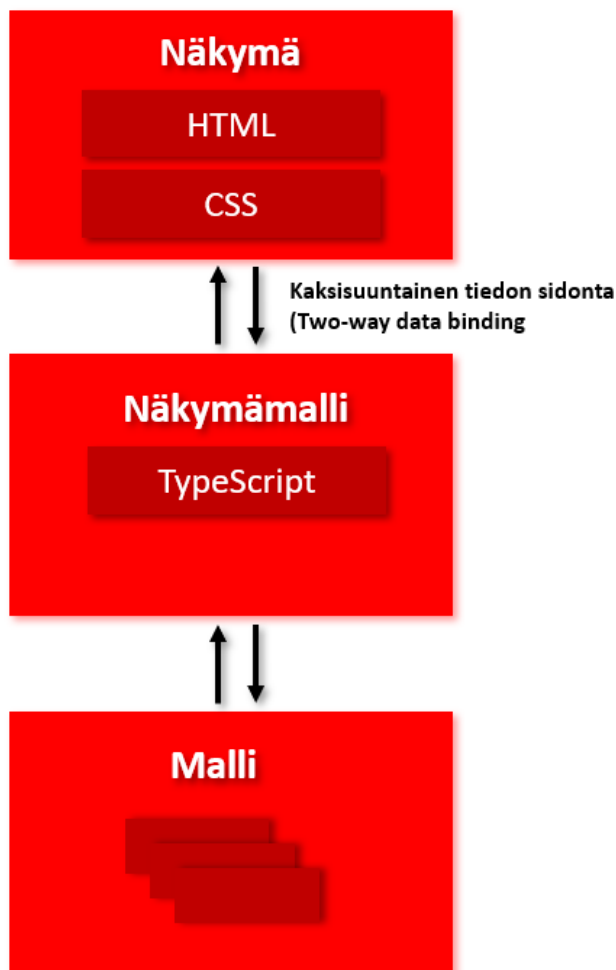 Näkymä
HTML
CSS
Kaksisuuntainen tiedon sidonta
(Two-way data binding
Näkymämalli
TypeScript
Malli